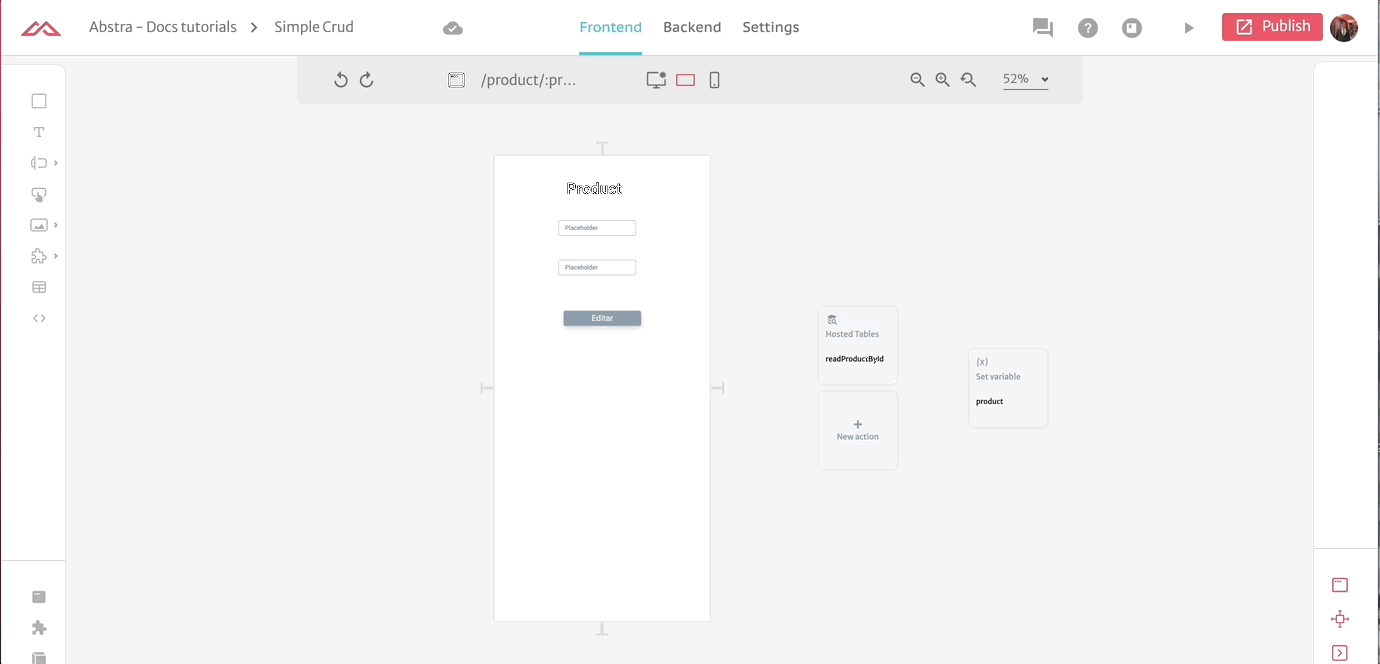 Abstra – Docs tutorials
Simple Crud
Frontend
Backend
Settings
Publish
/product/:pr...
52%
Product
Placeholder
Placeholder
Editar
Hosted Tables
readProductById
New action
(x)
Set variable
product